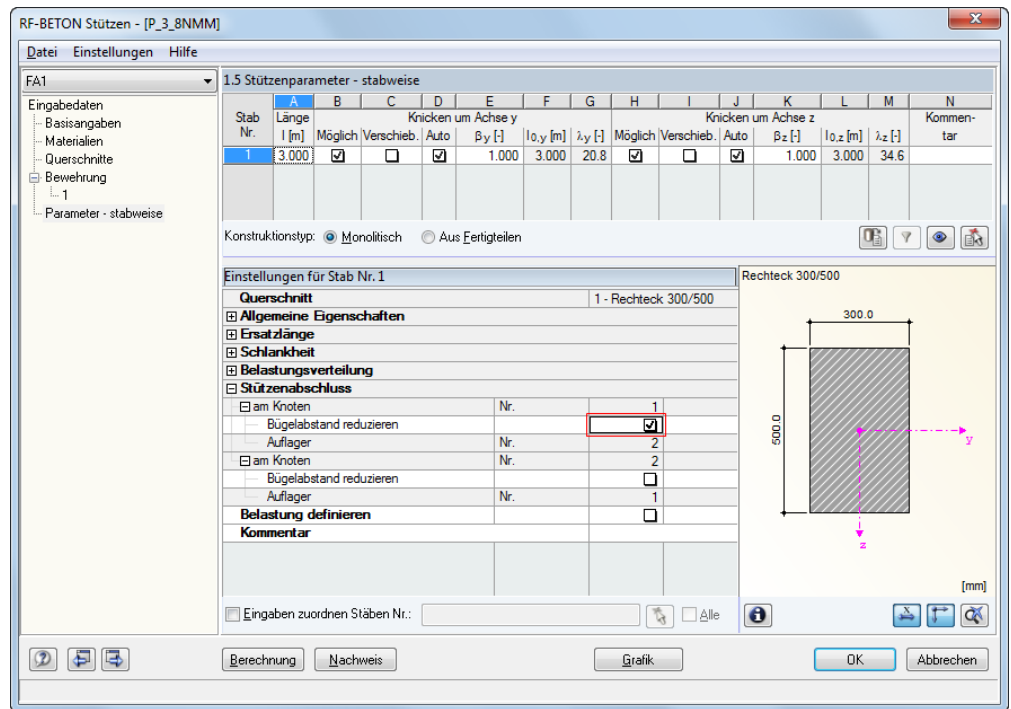 RF-BETON Stützen - [P_3_8NMM]
Datei Einstellungen Hilfe
FA1
Eingabedaten
Basisangaben
Materialien
Querschnitte
Bewehrung
1
Parameter - stabweise
1.5 Stützenparameter - stabweise
A B C D E F G H I J K L M N
Stab Länge Knicken um Achse y Knicken um Achse z Kommen-
Nr. l [m] Möglich Verschieb. Auto βy [-] l0,y [m] λy [-] Möglich Verschieb. Auto βz [-] l0,z [m] λz [-] tar
1 3.000 1.000 3.000 20.8 1.000 3.000 34.6
Konstruktionstyp: Monolitisch Aus Fertigteilen
Einstellungen für Stab Nr. 1
Querschnitt 1 - Rechteck 300/500
Allgemeine Eigenschaften
Ersatzlänge
Schlankheit
Belastungsverteilung
Stützenabschluss
am Knoten Nr. 1
Bügelabstand reduzieren
Auflager Nr. 2
am Knoten Nr. 2
Bügelabstand reduzieren
Auflager Nr. 1
Belastung definieren
Kommentar
Eingaben zuordnen Stäben Nr.: Alle
Rechteck 300/500
300.0
500.0
y
z
[mm]
Berechnung Nachweis Grafik OK Abbrechen